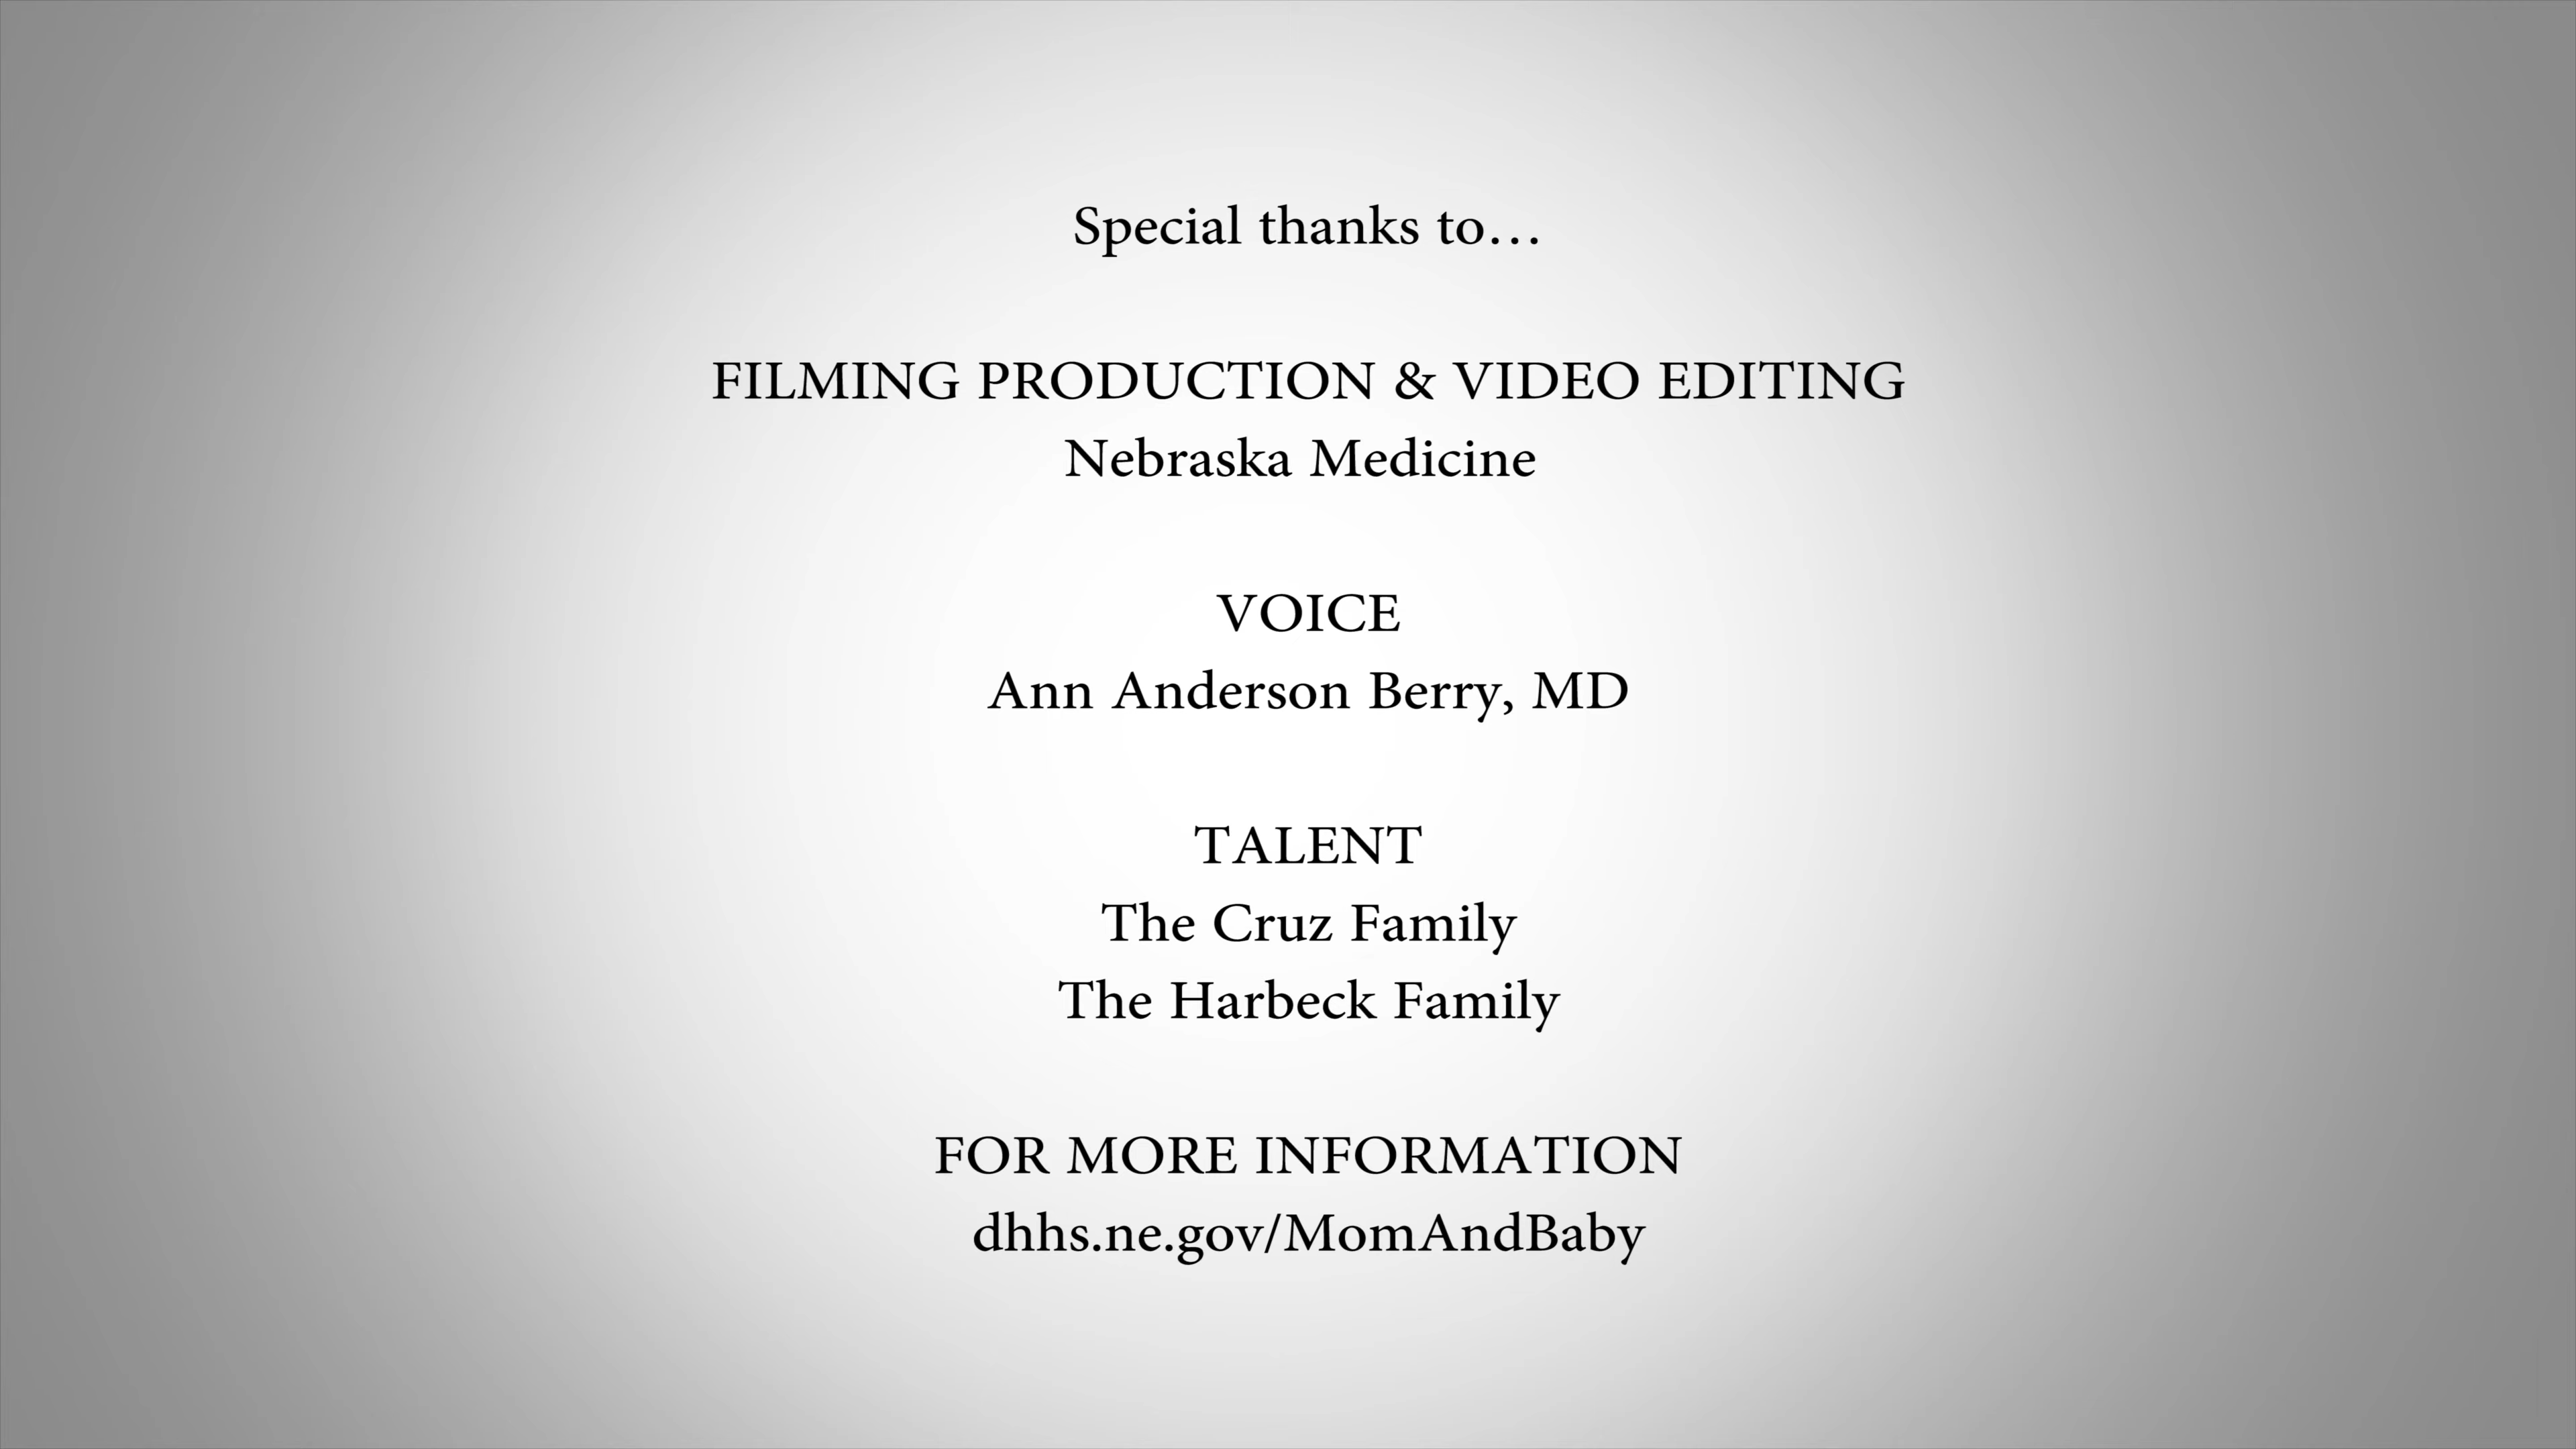 Special thanks to…
FILMING PRODUCTION & VIDEO EDITING
Nebraska Medicine
VOICE
Ann Anderson Berry, MD
TALENT
The Cruz Family
The Harbeck Family
FOR MORE INFORMATION
dhhs.ne.gov/MomAndBaby